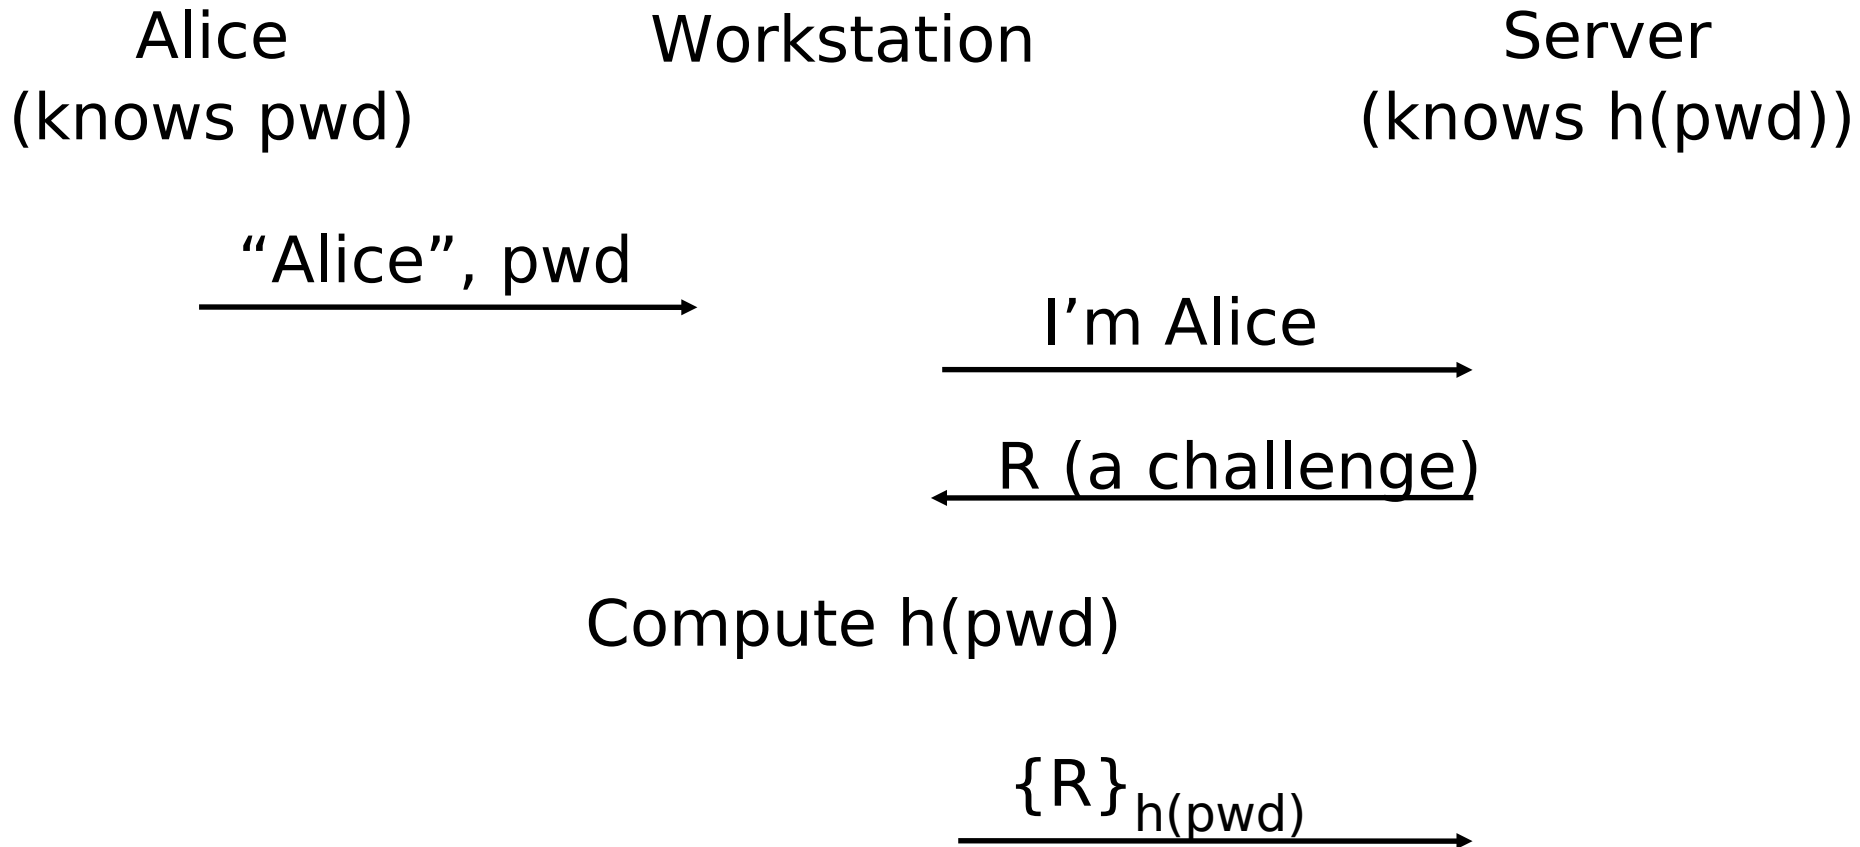 Alice
Workstation
Server
(knows pwd)
(knows h(pwd))
“Alice”, pwd
I’m Alice
R (a challenge)
Compute h(pwd)
{R}h(pwd)